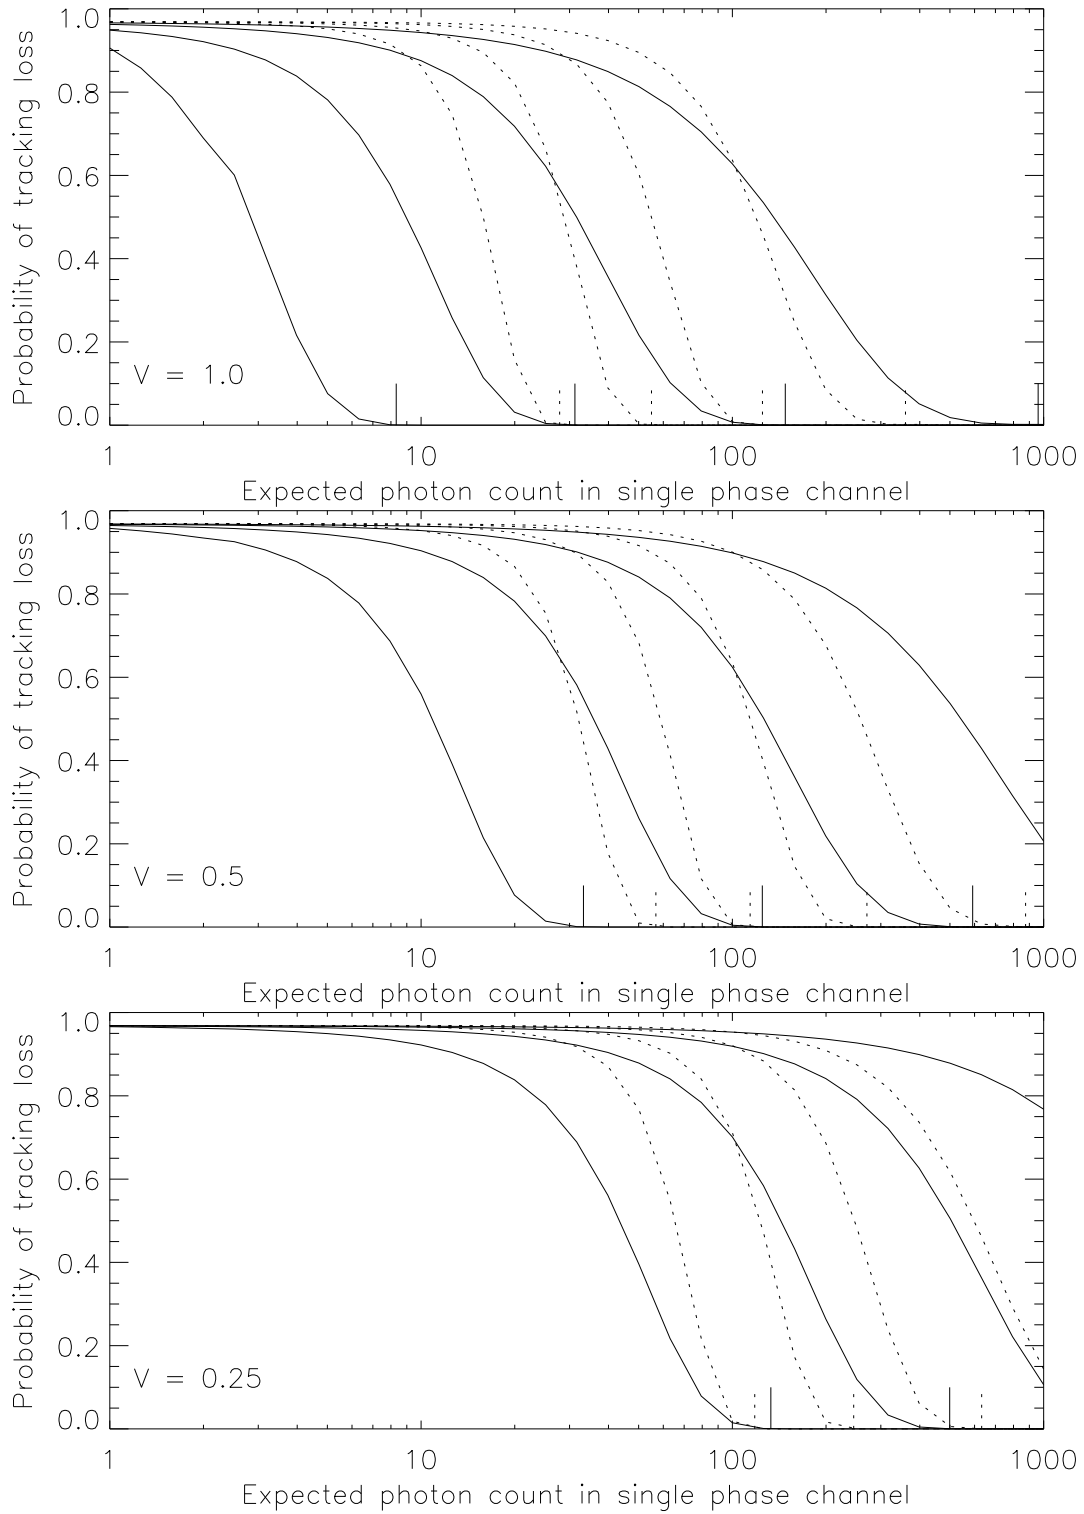 Probability of tracking loss
1.0
0.8
0.6
0.4
0.2
0.0
V = 1.0
1 10 100 1000
Expected photon count in single phase channel
Probability of tracking loss
1.0
0.8
0.6
0.4
0.2
0.0
V = 0.5
1 10 100 1000
Expected photon count in single phase channel
Probability of tracking loss
1.0
0.8
0.6
0.4
0.2
0.0
V = 0.25
1 10 100 1000
Expected photon count in single phase channel